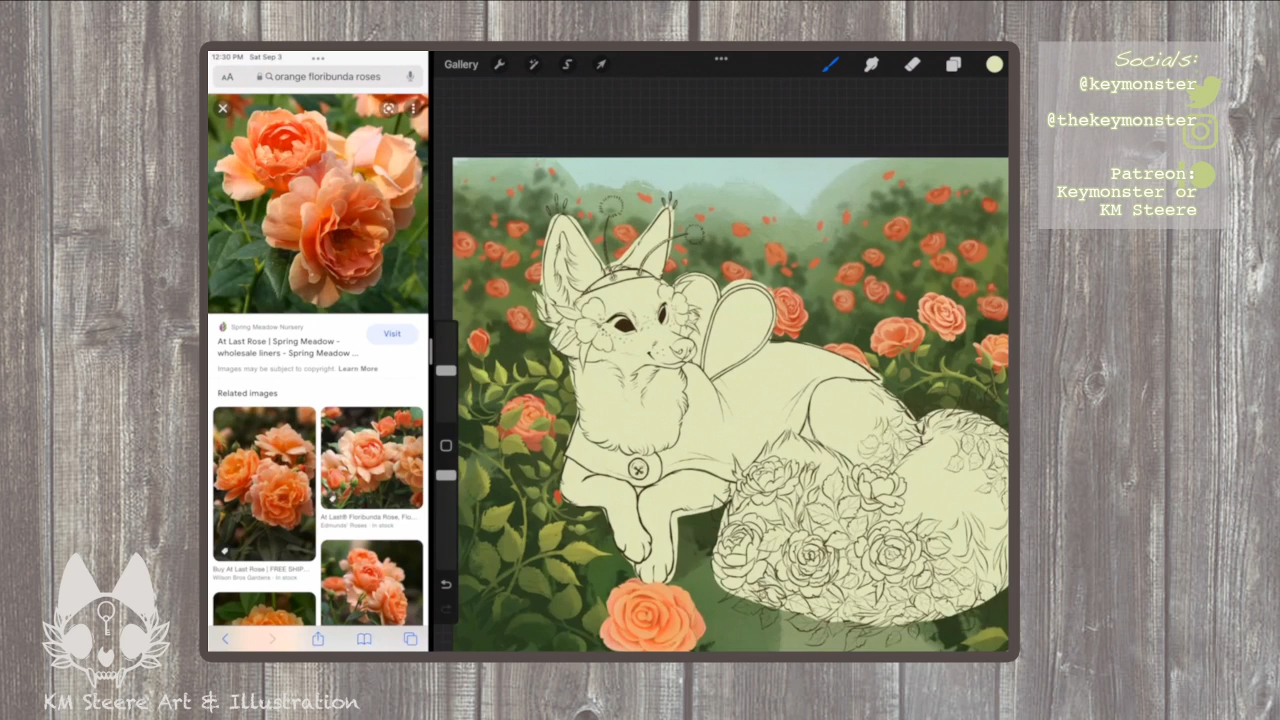 12:30 PM Sat Sep 3
AA
orange floribunda roses
Spring Meadow Nursery
At Last Rose | Spring Meadow -
wholesale liners - Spring Meadow ...
Visit
Images may be subject to copyright. Learn More
Related images
At Last® Floribunda Rose, Flo...
Edmunds' Roses · In stock
Buy At Last Rose | FREE SHIP...
Wilson Bros Gardens · In stock
Gallery
Socials:
@keymonster
@thekeymonster
Patreon:
Keymonster or
KM Steere
KM Steere Art & Illustration